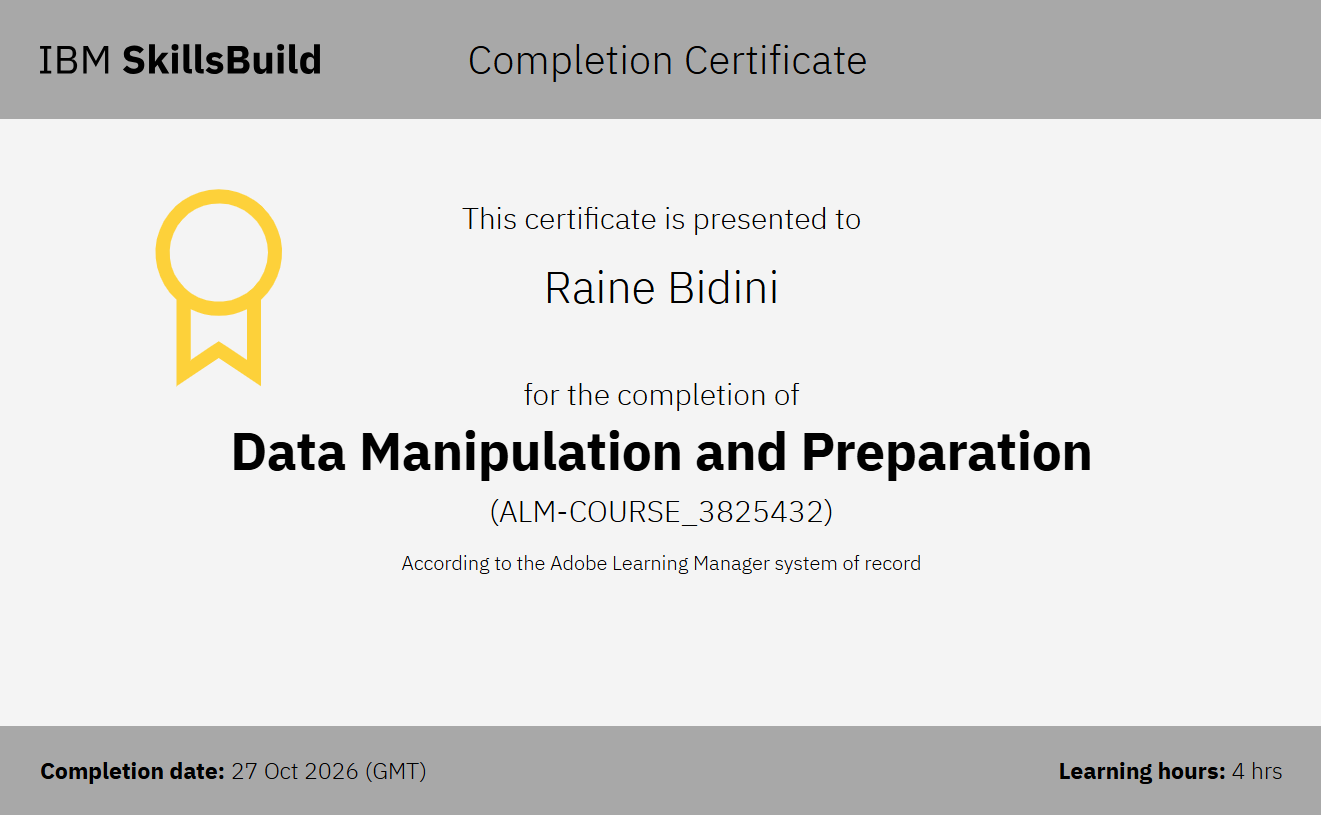 IBM SkillsBuild
Completion Certificate
This certificate is presented to
Raine Bidini
for the completion of
Data Manipulation and Preparation
(ALM-COURSE_3825432)
According to the Adobe Learning Manager system of record
Completion date: 27 Oct 2026 (GMT)
Learning hours: 4 hrs